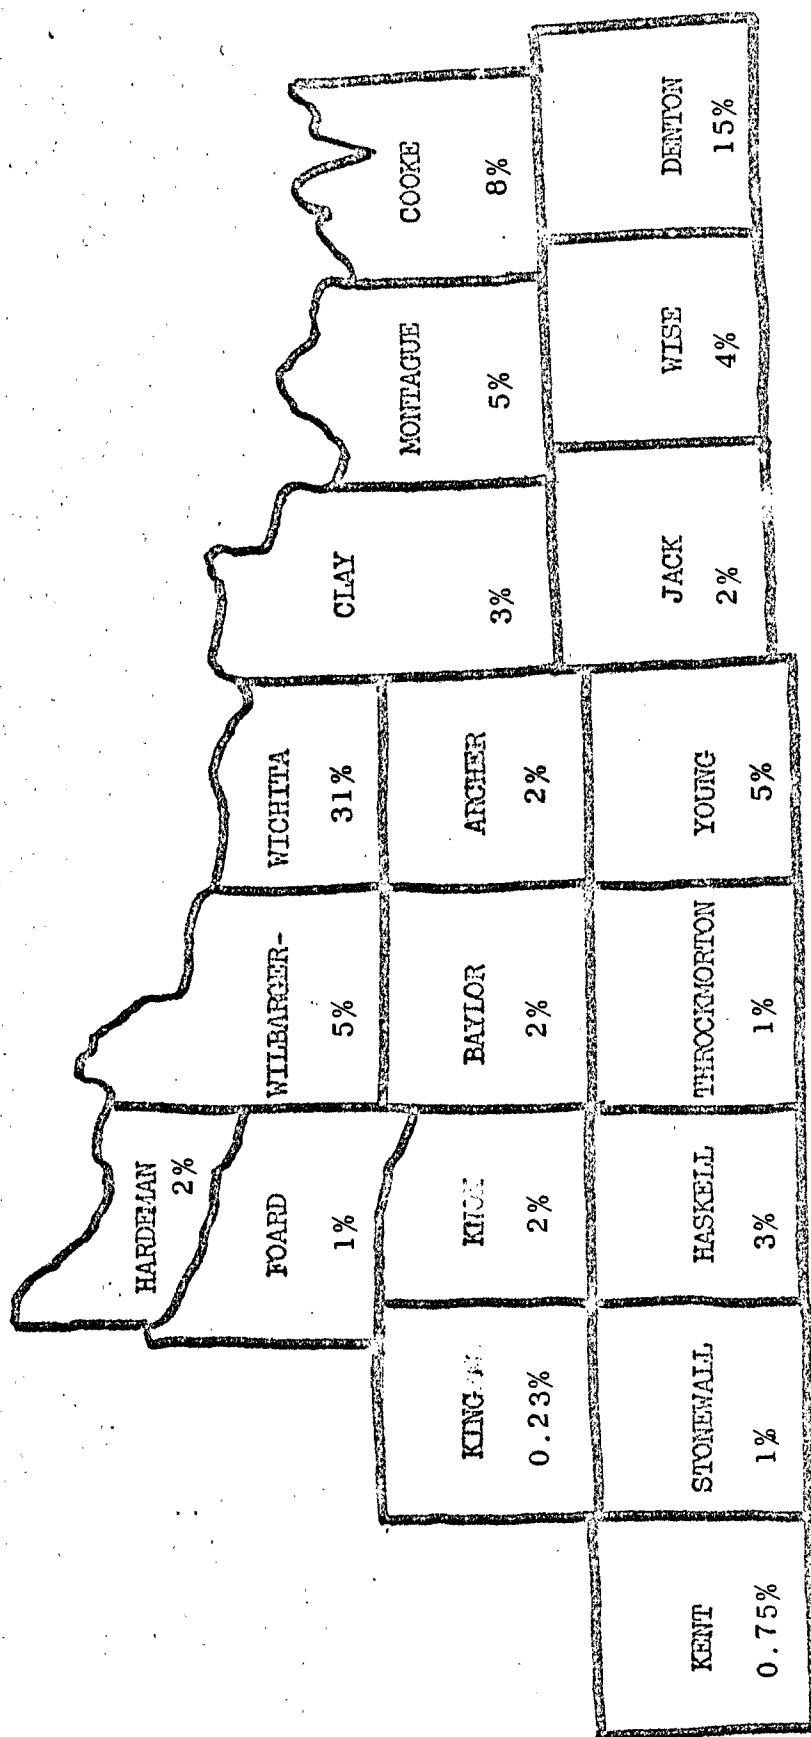 HARDEMAN
2%
FOARD
1%
WILBARGER-
5%
WICHITA
31%
CLAY
3%
MONTAGUE
5%
COOKE
8%
KING
0.23%
2%
BAYLOR
2%
ARCHER
2%
JACK
2%
WISE
4%
DENTON
15%
KENT
0.75%
STONEWALL
1%
HASKELL
3%
THROCKMORTON
1%
YOUNG
5%